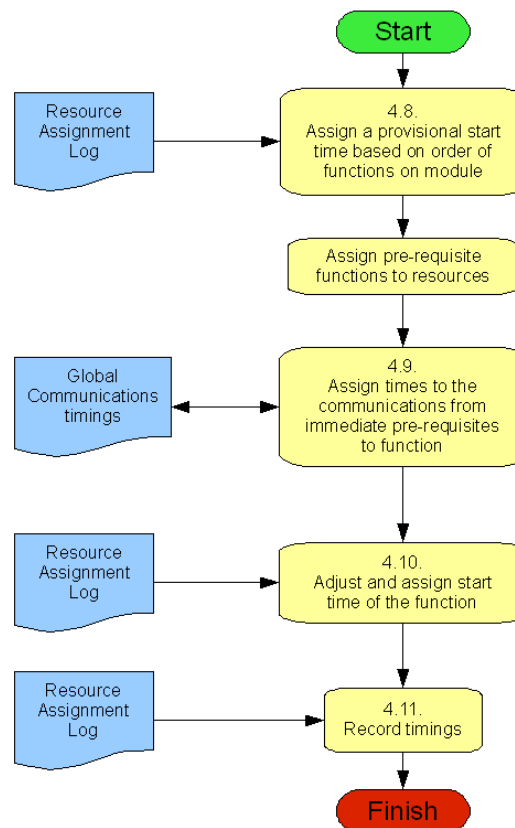 Start
Resource
Assignment
Log
4.8.
Assign a provisional start
time based on order of
functions on module
Assign pre-requisite
functions to resources
Global
Communications
timings
4.9.
Assign times to the
communications from
immediate pre-requisites
to function
Resource
Assignment
Log
4.10.
Adjust and assign start
time of the function
Resource
Assignment
Log
4.11.
Record timings
Finish